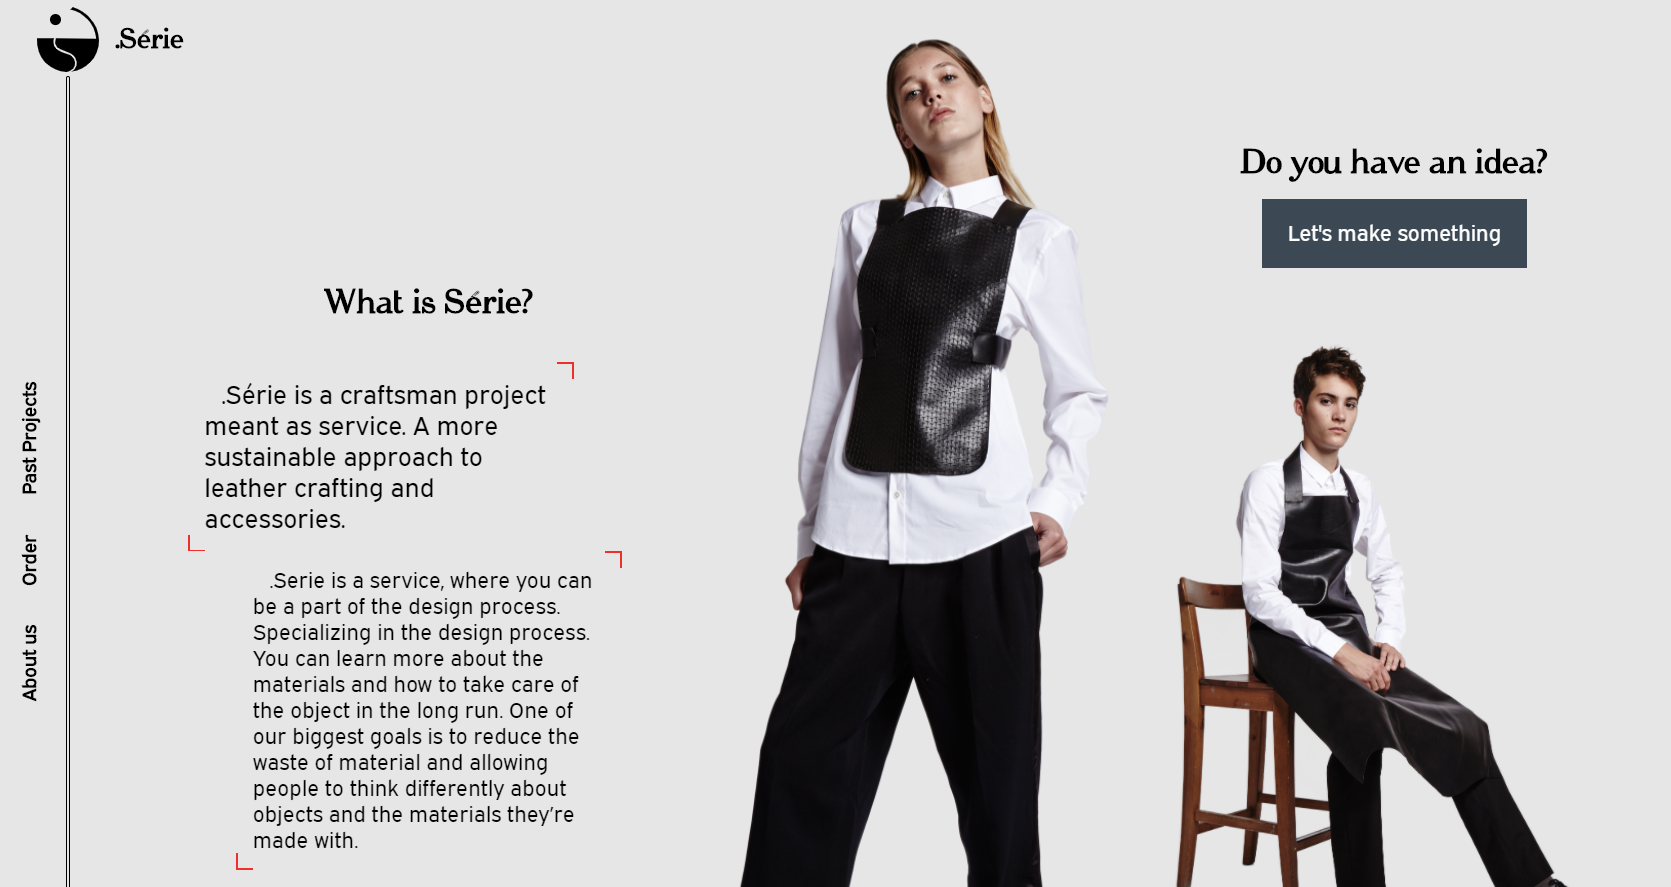 .Série
Do you have an idea?
Let's make something
What is Série?
.Série is a craftsman project
meant as service. A more
sustainable approach to
leather crafting and
accessories.
.Serie is a service, where you can
be a part of the design process.
Specializing in the design process.
You can learn more about the
materials and how to take care of
the object in the long run. One of
our biggest goals is to reduce the
waste of material and allowing
people to think differently about
objects and the materials they’re
made with.
Past Projects
Order
About us